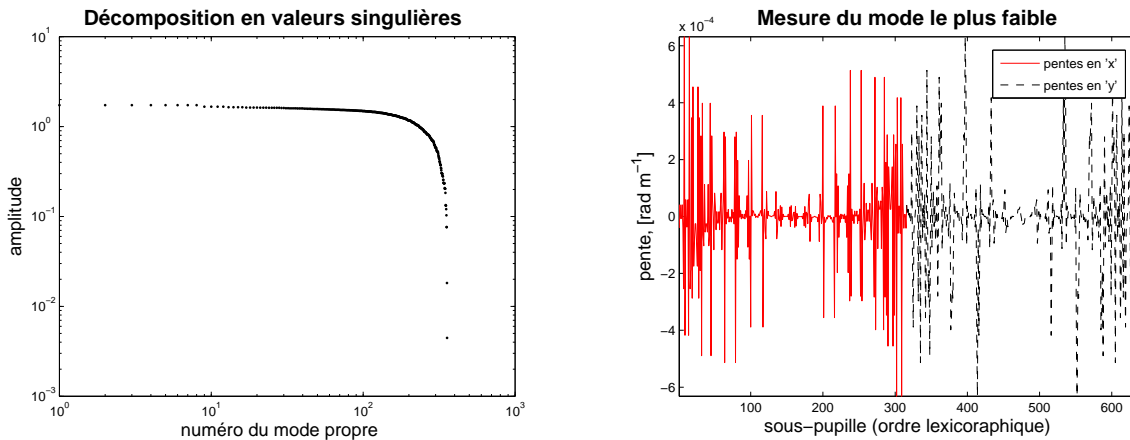 Décomposition en valeurs singulières
10^1
10^0
10^−1
10^−2
10^−3
amplitude
10^0
10^1
10^2
10^3
numéro du mode propre
Mesure du mode le plus faible
x 10^−4
6
4
2
0
−2
−4
−6
pente, [rad m^−1]
pentes en 'x'
pentes en 'y'
100
200
300
400
500
600
sous−pupille (ordre lexicoraphique)